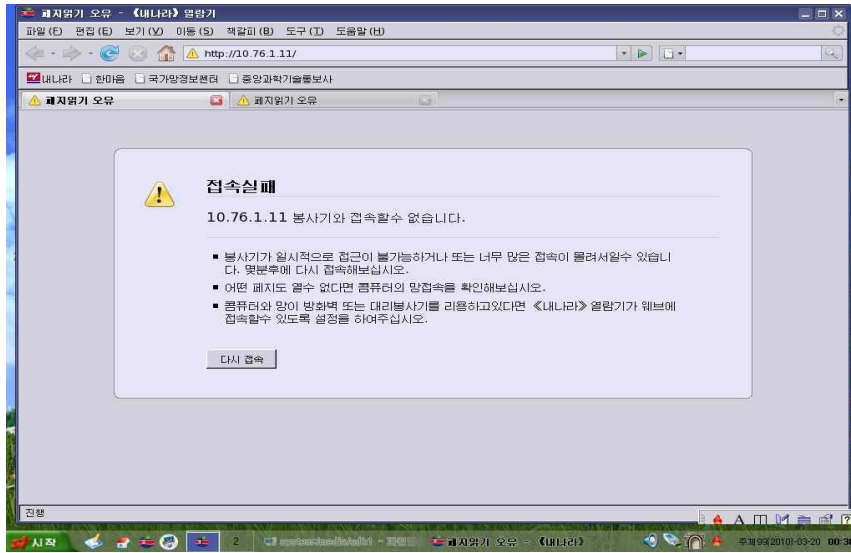 페지읽기 오유 - 《내나라》 열람기
파일(F) 편집(E) 보기(V) 이동(S) 책갈피(B) 도구(T) 도움말(H)
http://10.76.1.11/
내나라 한마음 국가망정보쎈터 중앙과학기술통보사
페지읽기 오유 페지읽기 오유
접속실패
10.76.1.11 봉사기와 접속할수 없습니다.
봉사기가 일시적으로 접근이 불가능하거나 또는 너무 많은 접속이 몰려서일수 있습니
다. 몇분후에 다시 접속해보십시오.
어떤 페지도 열수 없다면 콤퓨터의 망접속을 확인해보십시오.
콤퓨터와 망이 방화벽 또는 대리봉사기를 리용하고있다면 《내나라》 열람기가 웨브에
접속할수 있도록 설정을 하여주십시오.
다시 접속
진행
A
시작 2 페지읽기 오유 - 《내나라》 주체99(2010)-03-20